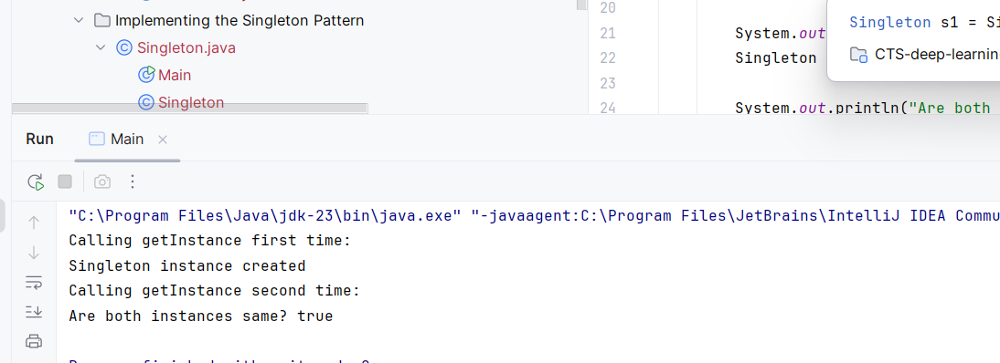 Implementing the Singleton Pattern
Singleton.java
Main
Singleton
20
21 System.out
22 Singleton
23
24 System.out.println("Are both
Singleton s1 =
CTS-deep-learnin
Run Main
"C:\Program Files\Java\jdk-23\bin\java.exe" "-javaagent:C:\Program Files\JetBrains\IntelliJ IDEA Commu
Calling getInstance first time:
Singleton instance created
Calling getInstance second time:
Are both instances same? true